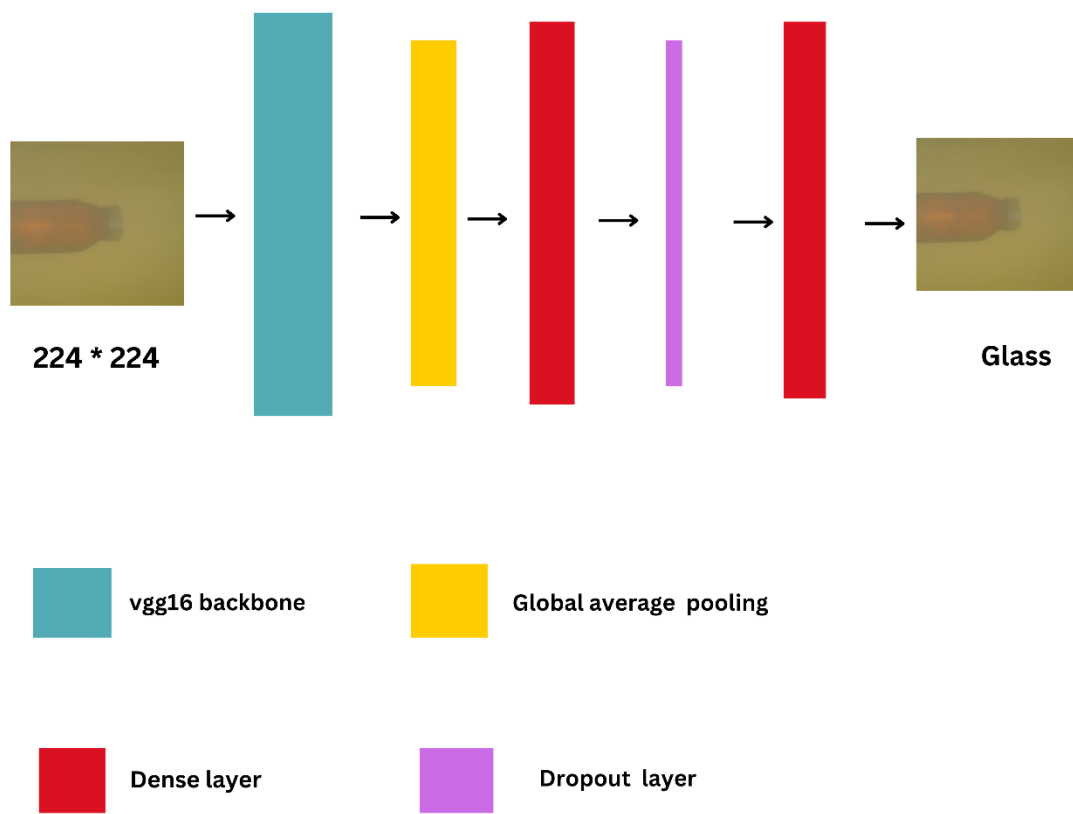 224 * 224
Glass
vgg16 backbone
Global average pooling
Dense layer
Dropout layer